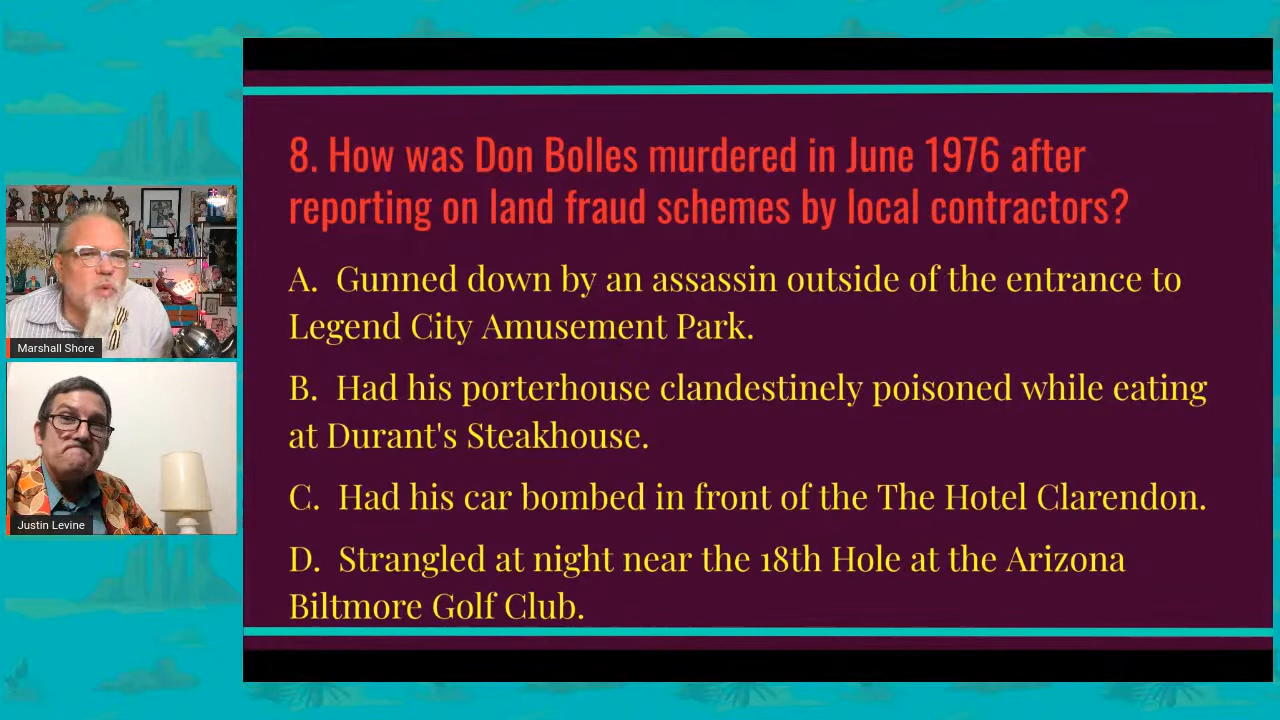 8. How was Don Bolles murdered in June 1976 after
reporting on land fraud schemes by local contractors?
A. Gunned down by an assassin outside of the entrance to
Legend City Amusement Park.
B. Had his porterhouse clandestinely poisoned while eating
at Durant's Steakhouse.
C. Had his car bombed in front of the The Hotel Clarendon.
D. Strangled at night near the 18th Hole at the Arizona
Biltmore Golf Club.
Marshall Shore
Justin Levine